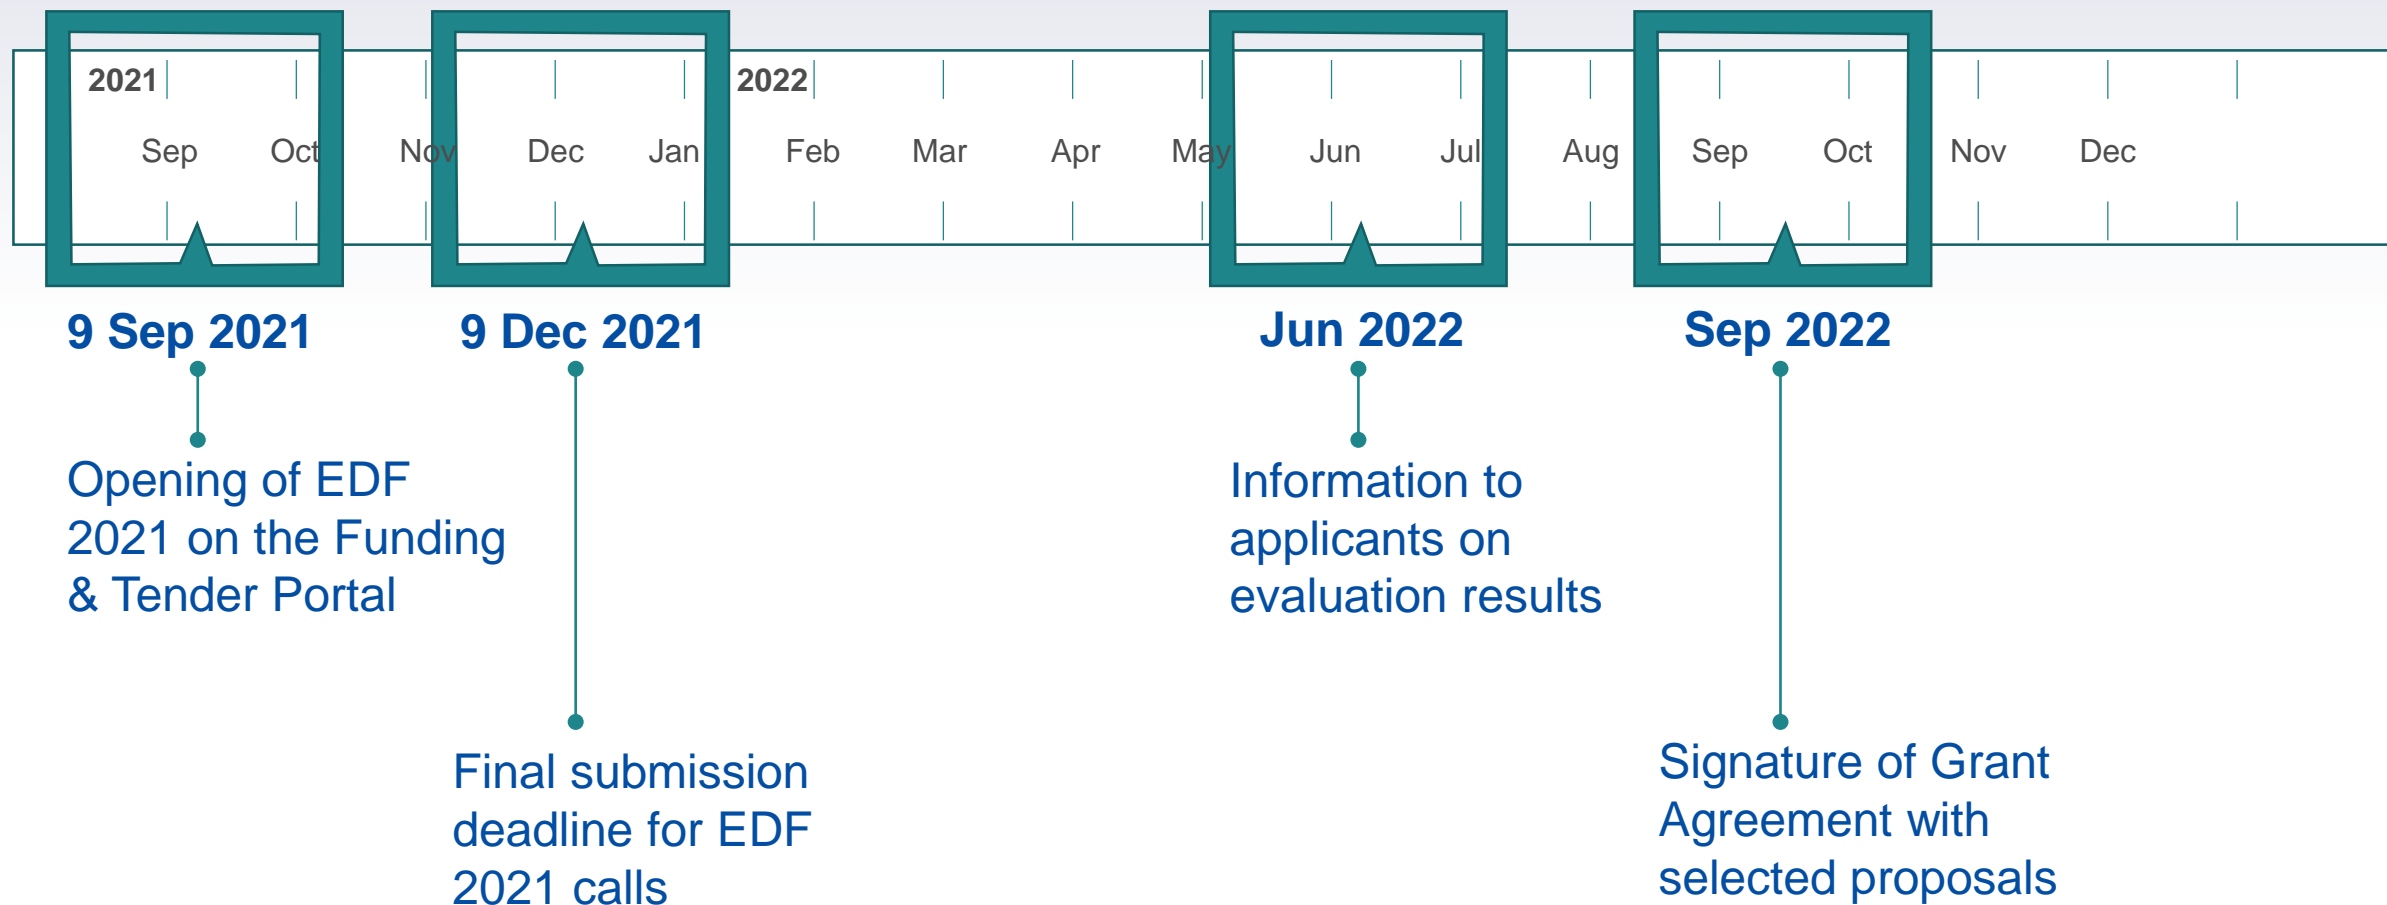 2021
2022
Sep Oct Nov Dec Jan Feb Mar Apr May Jun Jul Aug Sep Oct Nov Dec
9 Sep 2021
9 Dec 2021
Jun 2022
Sep 2022
Opening of EDF
2021 on the Funding
& Tender Portal
Information to
applicants on
evaluation results
Final submission
deadline for EDF
2021 calls
Signature of Grant
Agreement with
selected proposals